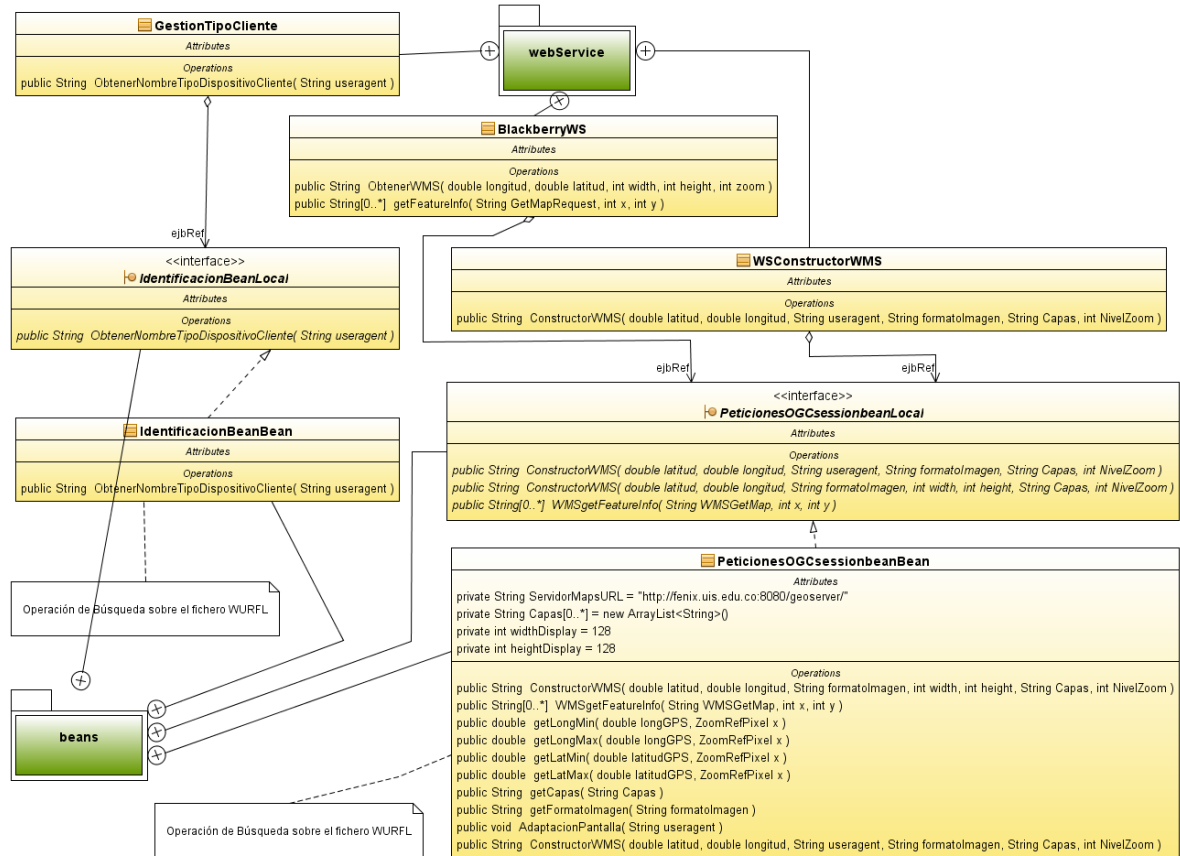 GestionTipoCliente
Attributes
Operations
public String ObtenerNombreTipoDispositivoCliente( String useragent )
webService
BlackberryWS
Attributes
Operations
public String ObtenerWMS( double longitud, double latitud, int width, int height, int zoom )
public String[0..*] getFeatureInfo( String GetMapRequest, int x, int y )
ejbRef
<<interface>>
IdentificacionBeanLocal
Attributes
Operations
public String ObtenerNombreTipoDispositivoCliente( String useragent )
WSConstructorWMS
Attributes
Operations
public String ConstructorWMS( double latitud, double longitud, String useragent, String formatoImagen, String Capas, int NivelZoom )
ejbRef
ejbRef
<<interface>>
PeticionesOGCsessionbeanLocal
Attributes
Operations
public String ConstructorWMS( double latitud, double longitud, String useragent, String formatoImagen, String Capas, int NivelZoom )
public String ConstructorWMS( double latitud, double longitud, String formatoImagen, int width, int height, String Capas, int NivelZoom )
public String[0..*] WMSgetFeatureInfo( String WMSGetMap, int x, int y )
IdentificacionBeanBean
Attributes
Operations
public String ObtenerNombreTipoDispositivoCliente( String useragent )
Operación de Búsqueda sobre el fichero WURFL
beans
PeticionesOGCsessionbeanBean
Attributes
private String ServidorMapsURL = "http://fenix.uis.edu.co:8080/geoserver/"
private String Capas[0..*] = new ArrayList<String>()
private int widthDisplay = 128
private int heightDisplay = 128
Operations
public String ConstructorWMS( double latitud, double longitud, String formatoImagen, int width, int height, String Capas, int NivelZoom )
public String[0..*] WMSgetFeatureInfo( String WMSGetMap, int x, int y )
public double getLongMin( double longGPS, ZoomRefPixel x )
public double getLongMax( double longGPS, ZoomRefPixel x )
public double getLatMin( double latitudGPS, ZoomRefPixel x )
public double getLatMax( double latitudGPS, ZoomRefPixel x )
public String getCapas( String Capas )
public String getFormatoImagen( String formatoImagen )
public void AdaptacionPantalla( String useragent )
public String ConstructorWMS( double latitud, double longitud, String useragent, String formatoImagen, String Capas, int NivelZoom )
Operación de Búsqueda sobre el fichero WURFL